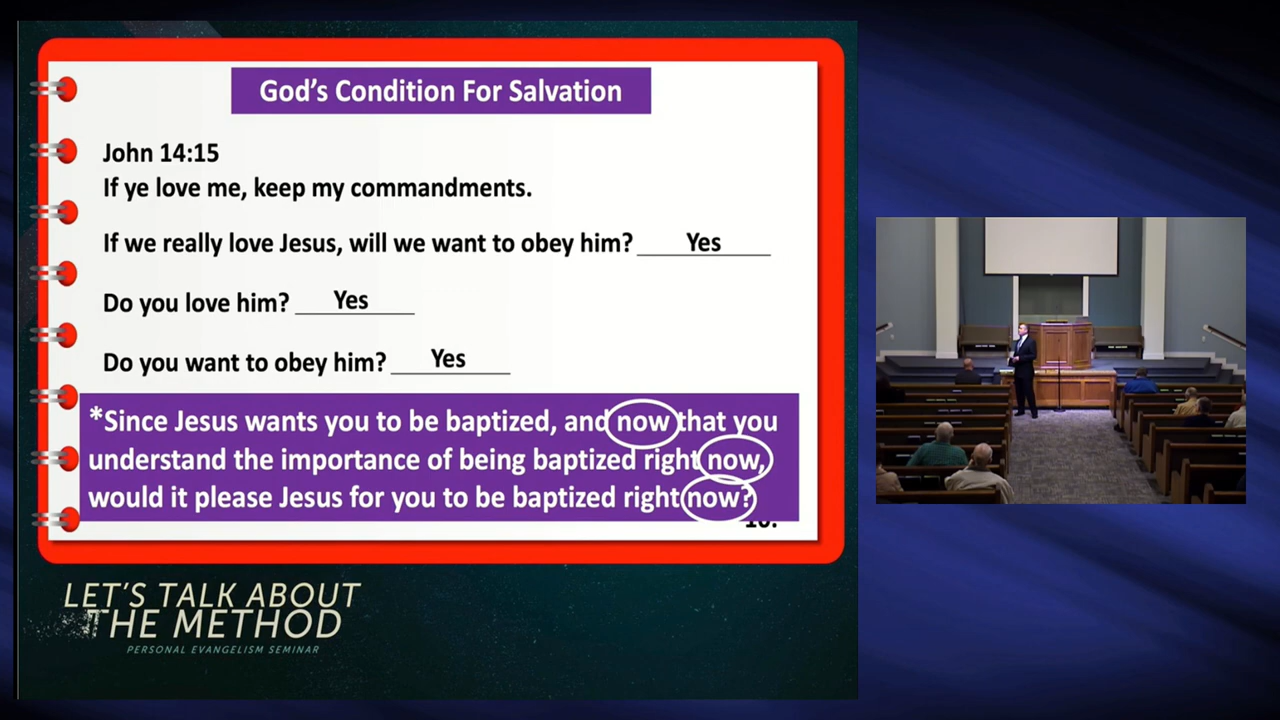 God's Condition For Salvation
John 14:15
If ye love me, keep my commandments.
If we really love Jesus, will we want to obey him? Yes
Do you love him? Yes
Do you want to obey him? Yes
*Since Jesus wants you to be baptized, and now that you
understand the importance of being baptized right now,
would it please Jesus for you to be baptized right now?
LET'S TALK ABOUT
THE METHOD
PERSONAL EVANGELISM SEMINAR